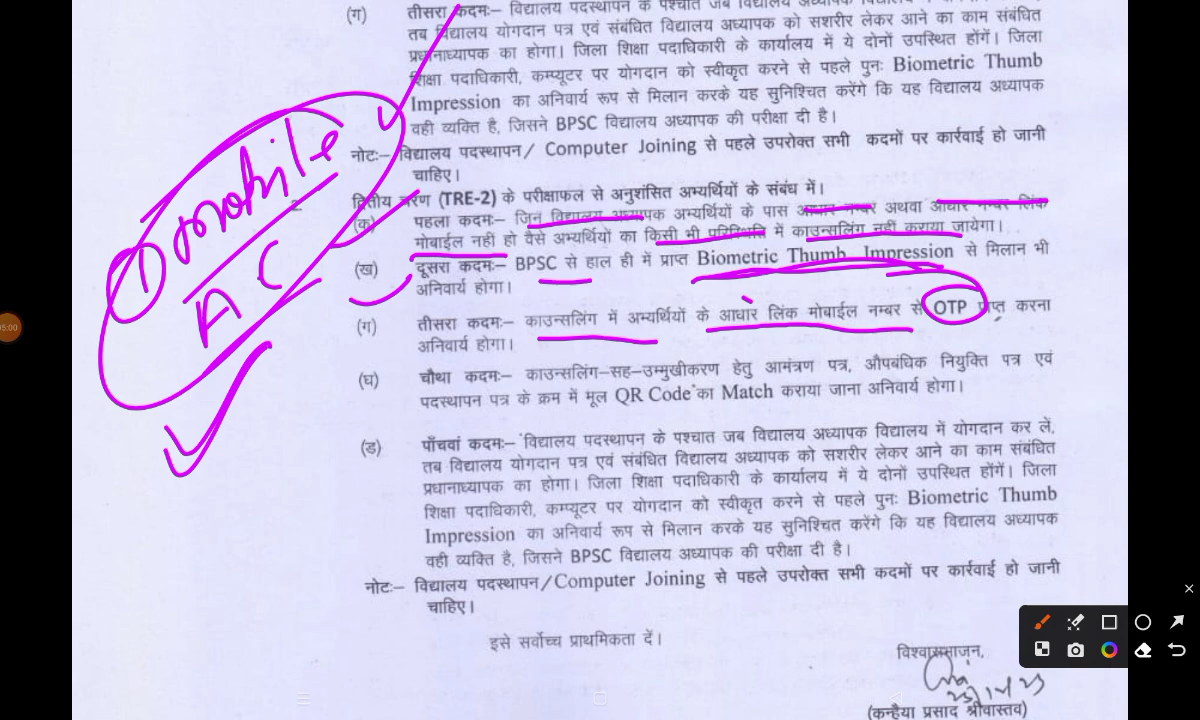 (ग) तीसरा कदमः– विद्यालय पदस्थापन के पश्चात जब विद्यालय अध्यापक
तब विद्यालय योगदान पत्र एवं संबंधित विद्यालय अध्यापक को सशरीर लेकर आने का काम संबंधित
प्रधानाध्यापक का होगा। जिला शिक्षा पदाधिकारी के कार्यालय में ये दोनों उपस्थित होंगें। जिला
शिक्षा पदाधिकारी, कम्प्यूटर पर योगदान को स्वीकृत करने से पहले पुनः Biometric Thumb
Impression का अनिवार्य रूप से मिलान करके यह सुनिश्चित करेंगे कि यह विद्यालय अध्यापक
वही व्यक्ति है, जिसने BPSC विद्यालय अध्यापक की परीक्षा दी है।
नोटः– विद्यालय पदस्थापन/ Computer Joining से पहले उपरोक्त सभी कदमों पर कार्रवाई हो जानी
चाहिए।
2. द्वितीय चरण (TRE-2) के परीक्षाफल से अनुशंसित अभ्यर्थियों के संबंध में।
(क) पहला कदमः– जिन विद्यालय अध्यापक अभ्यर्थियों के पास आधार नम्बर अथवा आधार नम्बर लिंक
मोबाईल नहीं हो वैसे अभ्यर्थियों का किसी भी परिस्थिति में काउन्सलिंग नहीं कराया जायेगा।
(ख) दूसरा कदमः– BPSC से हाल ही में प्राप्त Biometric Thumb Impression से मिलान भी
अनिवार्य होगा।
(ग) तीसरा कदमः– काउन्सलिंग में अभ्यर्थियों के आधार लिंक मोबाईल नम्बर से OTP प्राप्त करना
अनिवार्य होगा।
(घ) चौथा कदमः– काउन्सलिंग-सह-उम्मुखीकरण हेतु आमंत्रण पत्र, औपबंधिक नियुक्ति पत्र एवं
पदस्थापन पत्र के क्रम में मूल QR Code का Match कराया जाना अनिवार्य होगा।
(ड) पाँचवां कदमः– विद्यालय पदस्थापन के पश्चात जब विद्यालय अध्यापक विद्यालय में योगदान कर लें,
तब विद्यालय योगदान पत्र एवं संबंधित विद्यालय अध्यापक को सशरीर लेकर आने का काम संबंधित
प्रधानाध्यापक का होगा। जिला शिक्षा पदाधिकारी के कार्यालय में ये दोनों उपस्थित होंगें। जिला
शिक्षा पदाधिकारी, कम्प्यूटर पर योगदान को स्वीकृत करने से पहले पुनः Biometric Thumb
Impression का अनिवार्य रूप से मिलान करके यह सुनिश्चित करेंगे कि यह विद्यालय अध्यापक
वही व्यक्ति है, जिसने BPSC विद्यालय अध्यापक की परीक्षा दी है।
नोटः– विद्यालय पदस्थापन/Computer Joining से पहले उपरोक्त सभी कदमों पर कार्रवाई हो जानी
चाहिए।
इसे सर्वोच्च प्राथमिकता दें।
विश्वासभाजन,
(कन्हैया प्रसाद श्रीवास्तव)
① mobile
AC
05:00